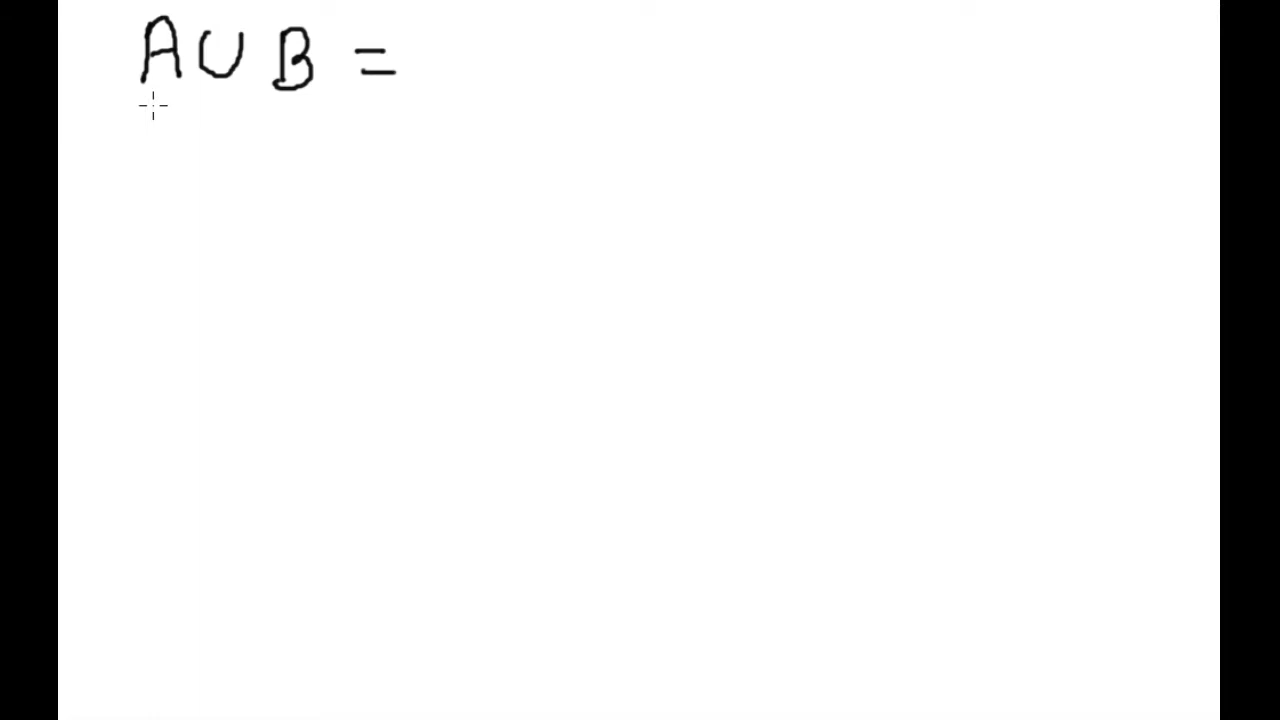 A ∪ B =